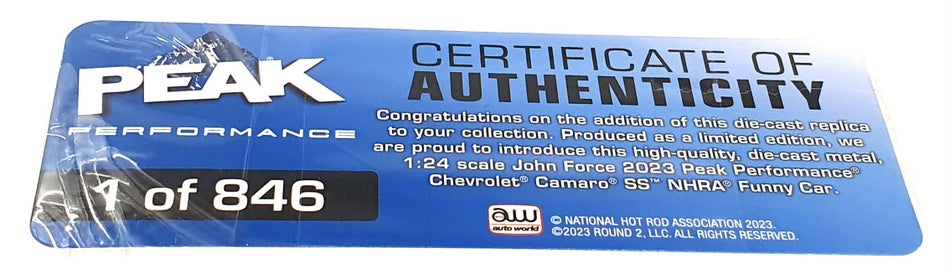 PEAK
PERFORMANCE
1 of 846
CERTIFICATE OF
AUTHENTICITY
Congratulations on the addition of this die-cast replica
to your collection. Produced as a limited edition, we
are proud to introduce this high-quality, die-cast metal,
1:24 scale John Force 2023 Peak Performance®
Chevrolet® Camaro® SS™ NHRA® Funny Car.
aw
auto world
© NATIONAL HOT ROD ASSOCIATION 2023.
©2023 ROUND 2, LLC. ALL RIGHTS RESERVED.